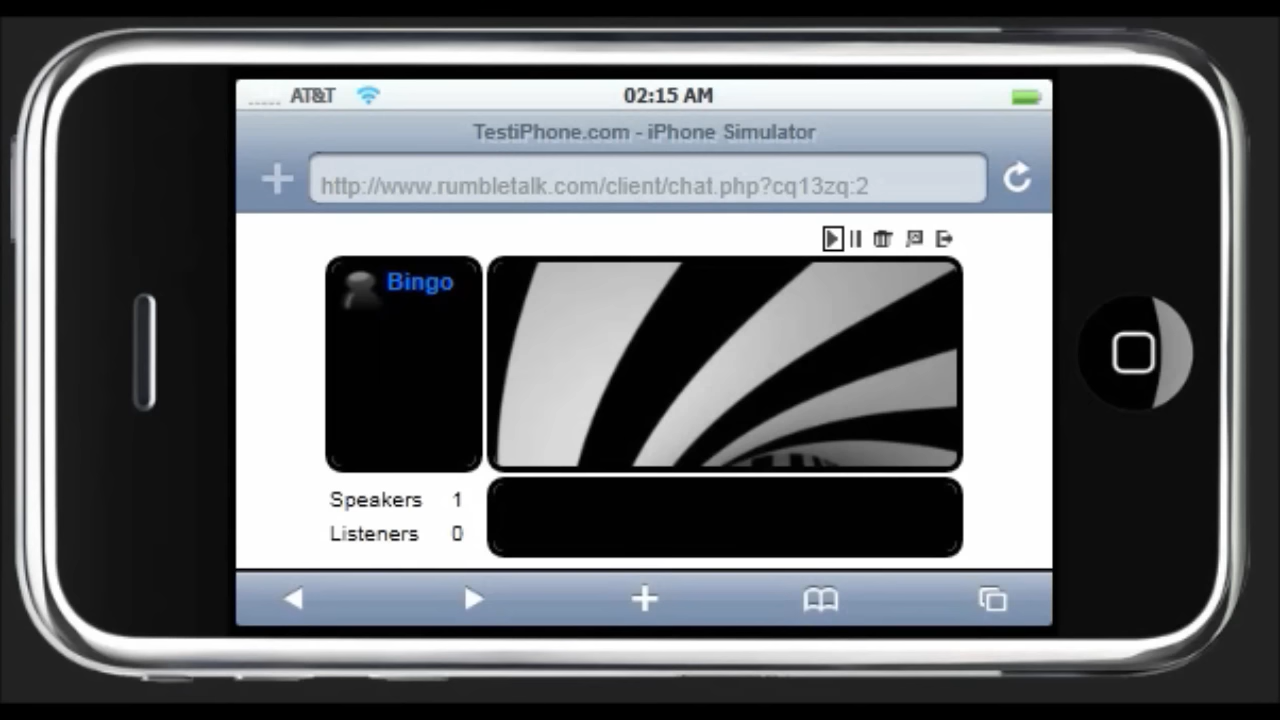 AT&T 02:15 AM
TestiPhone.com - iPhone Simulator
http://www.rumbletalk.com/client/chat.php?cq13zq:2
Bingo
Speakers 1
Listeners 0